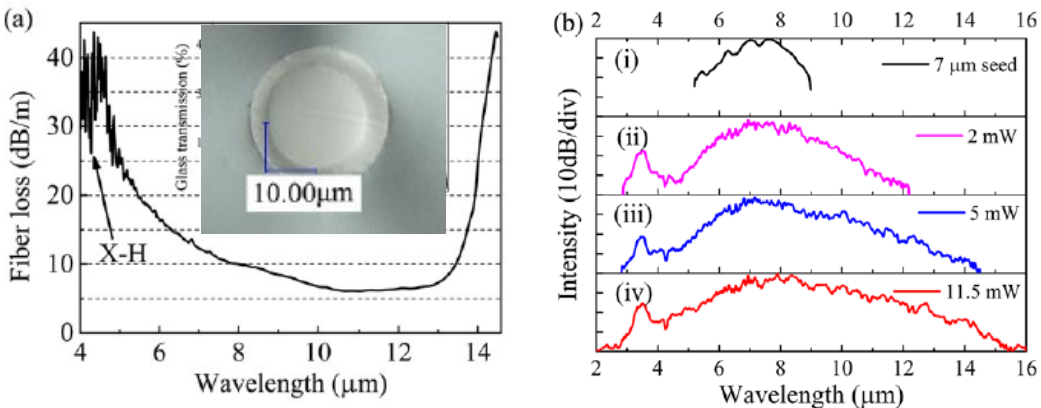 (a)
40
30
20
10
0
Fiber loss (dB/m)
Glass transmission (%)
10.00μm
X-H
4 6 8 10 12 14
Wavelength (μm)
(b)
2 4 6 8 10 12 14 16
(i)
7 μm seed
(ii)
2 mW
(iii)
5 mW
(iv)
11.5 mW
Intensity (10dB/div)
2 4 6 8 10 12 14 16
Wavelength (μm)